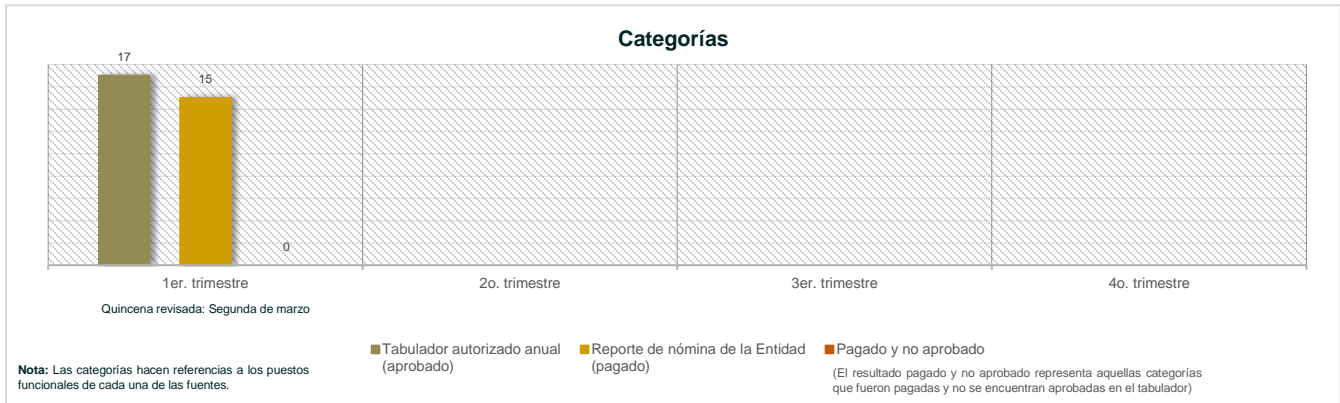 Categorías
17
15
0
1er. trimestre
2o. trimestre
3er. trimestre
4o. trimestre
Quincena revisada: Segunda de marzo
Tabulador autorizado anual
(aprobado)
Reporte de nómina de la Entidad
(pagado)
Pagado y no aprobado
(El resultado pagado y no aprobado representa aquellas categorías
que fueron pagadas y no se encuentran aprobadas en el tabulador)
Nota: Las categorías hacen referencias a los puestos
funcionales de cada una de las fuentes.